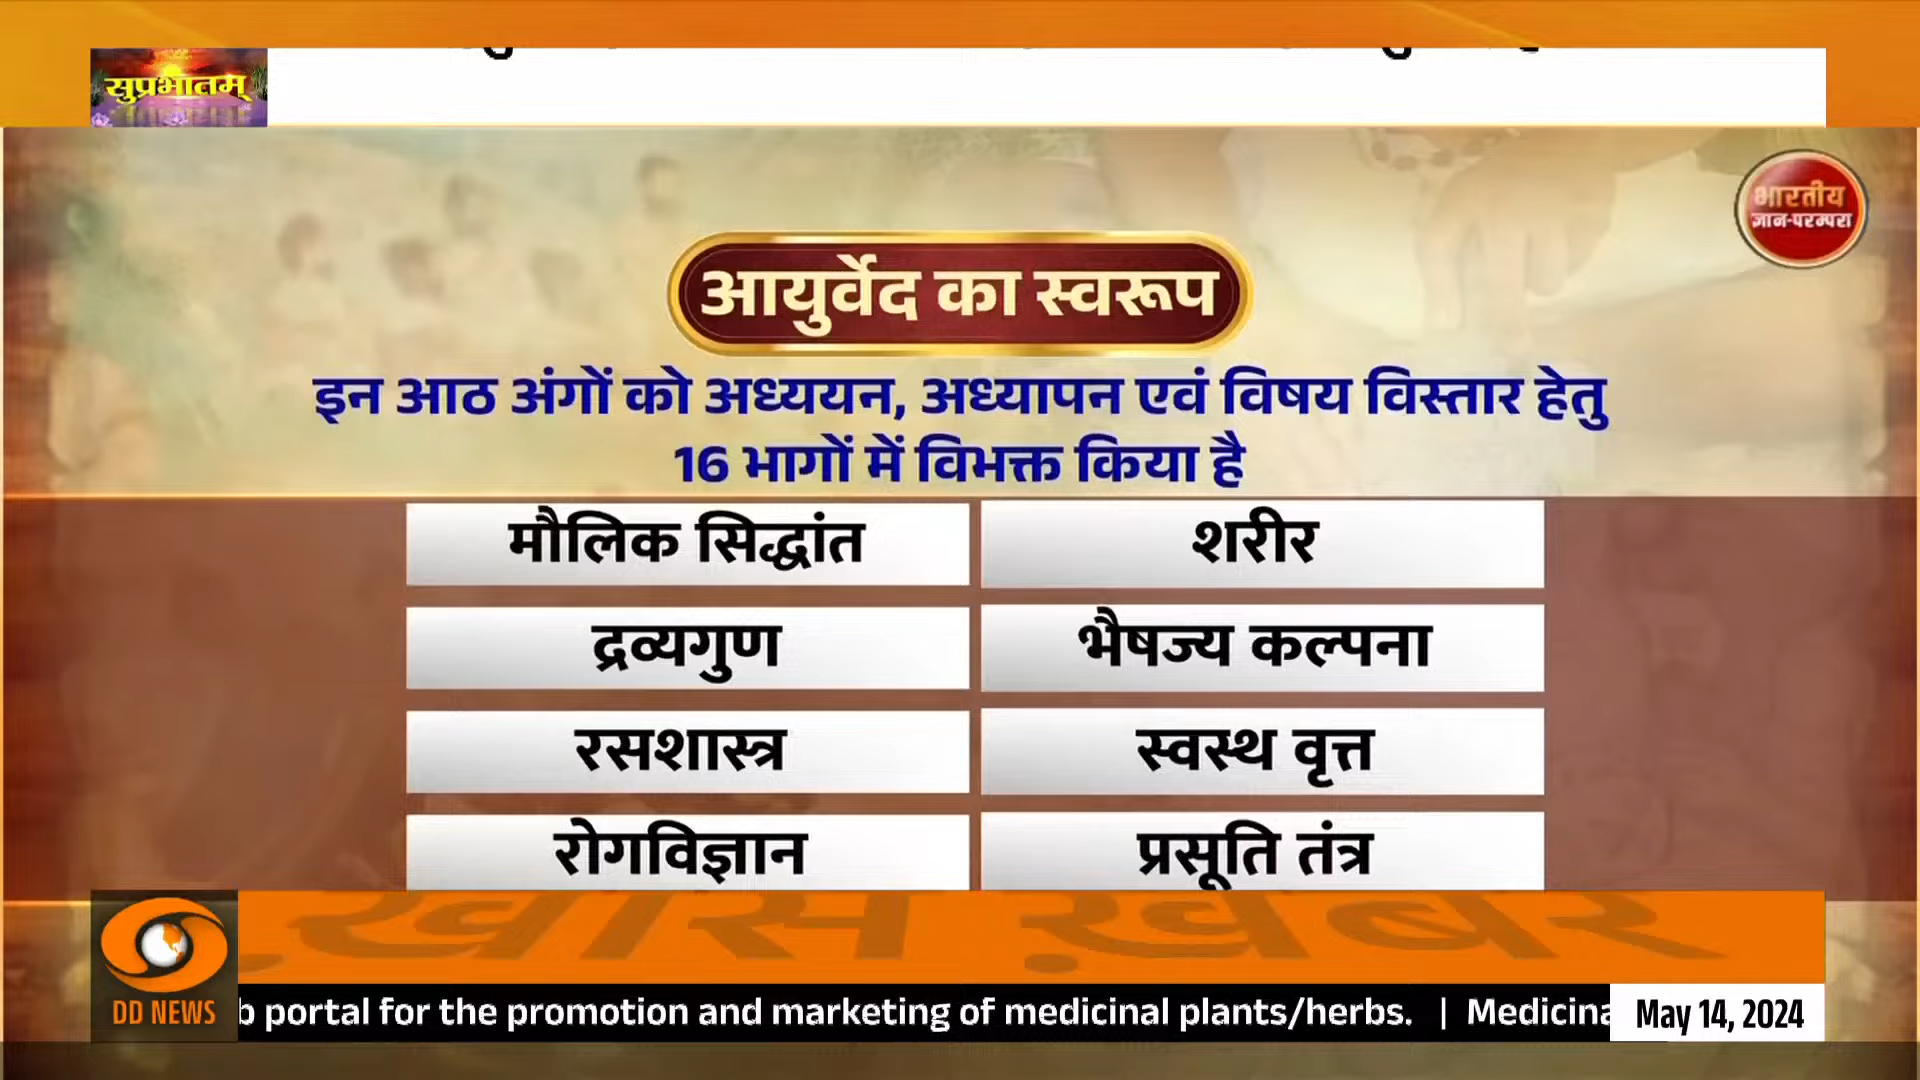 सुप्रभातम्
भारतीय
ज्ञान-परम्परा
आयुर्वेद का स्वरूप
इन आठ अंगों को अध्ययन, अध्यापन एवं विषय विस्तार हेतु
16 भागों में विभक्त किया है
मौलिक सिद्धांत
शरीर
द्रव्यगुण
भैषज्य कल्पना
रसशास्त्र
स्वस्थ वृत्त
रोगविज्ञान
प्रसूति तंत्र
ख़ास ख़बर
DD NEWS
b portal for the promotion and marketing of medicinal plants/herbs. | Medicina
May 14, 2024